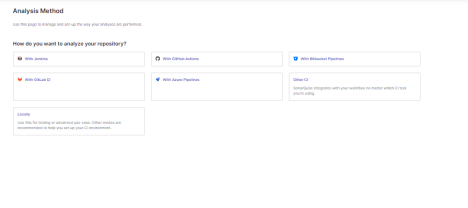 Analysis Method
Use this page to manage and set-up the way your analyses are performed.
How do you want to analyze your repository?
With Jenkins
With GitHub Actions
With Bitbucket Pipelines
With GitLab CI
With Azure Pipelines
Other CI
SonarQube integrates with your workflow no matter which CI tool
you're using.
Locally
Use this for testing or advanced use-case. Other modes are
recommended to help you set up your CI environment.